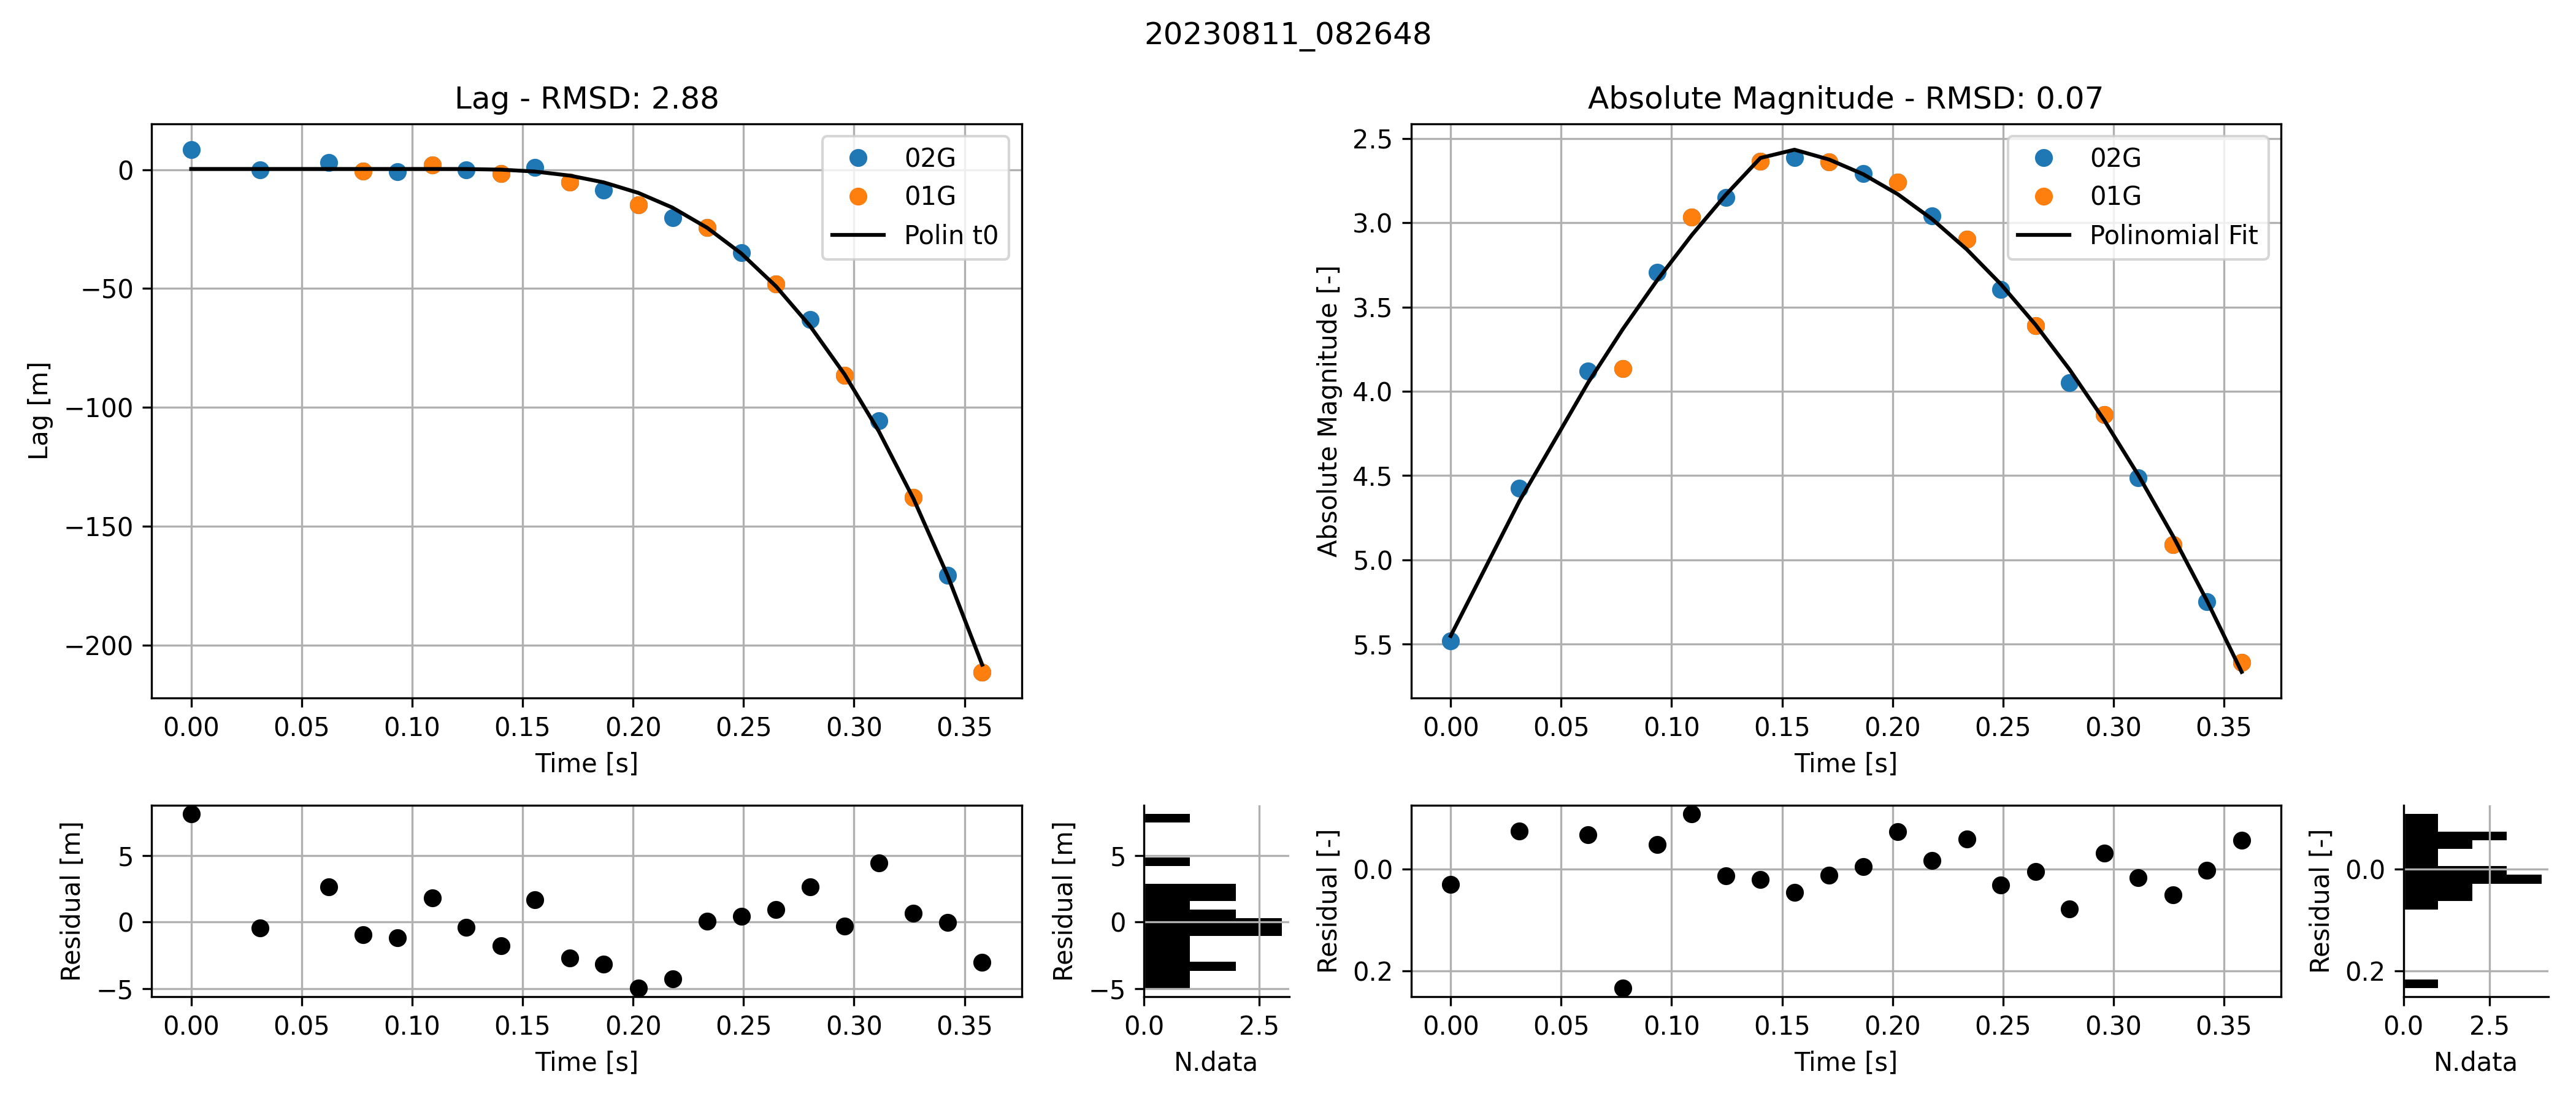 20230811_082648
Lag - RMSD: 2.88
0
−50
−100
−150
−200
Lag [m]
02G
01G
Polin t0
0.00 0.05 0.10 0.15 0.20 0.25 0.30 0.35
Time [s]
Absolute Magnitude - RMSD: 0.07
2.5
3.0
3.5
4.0
4.5
5.0
5.5
Absolute Magnitude [-]
02G
01G
Polinomial Fit
0.00 0.05 0.10 0.15 0.20 0.25 0.30 0.35
Time [s]
5
0
−5
Residual [m]
0.00 0.05 0.10 0.15 0.20 0.25 0.30 0.35
Time [s]
5
0
−5
Residual [m]
0.0 2.5
N.data
0.0
0.2
Residual [-]
0.00 0.05 0.10 0.15 0.20 0.25 0.30 0.35
Time [s]
0.0
0.2
Residual [-]
0.0 2.5
N.data